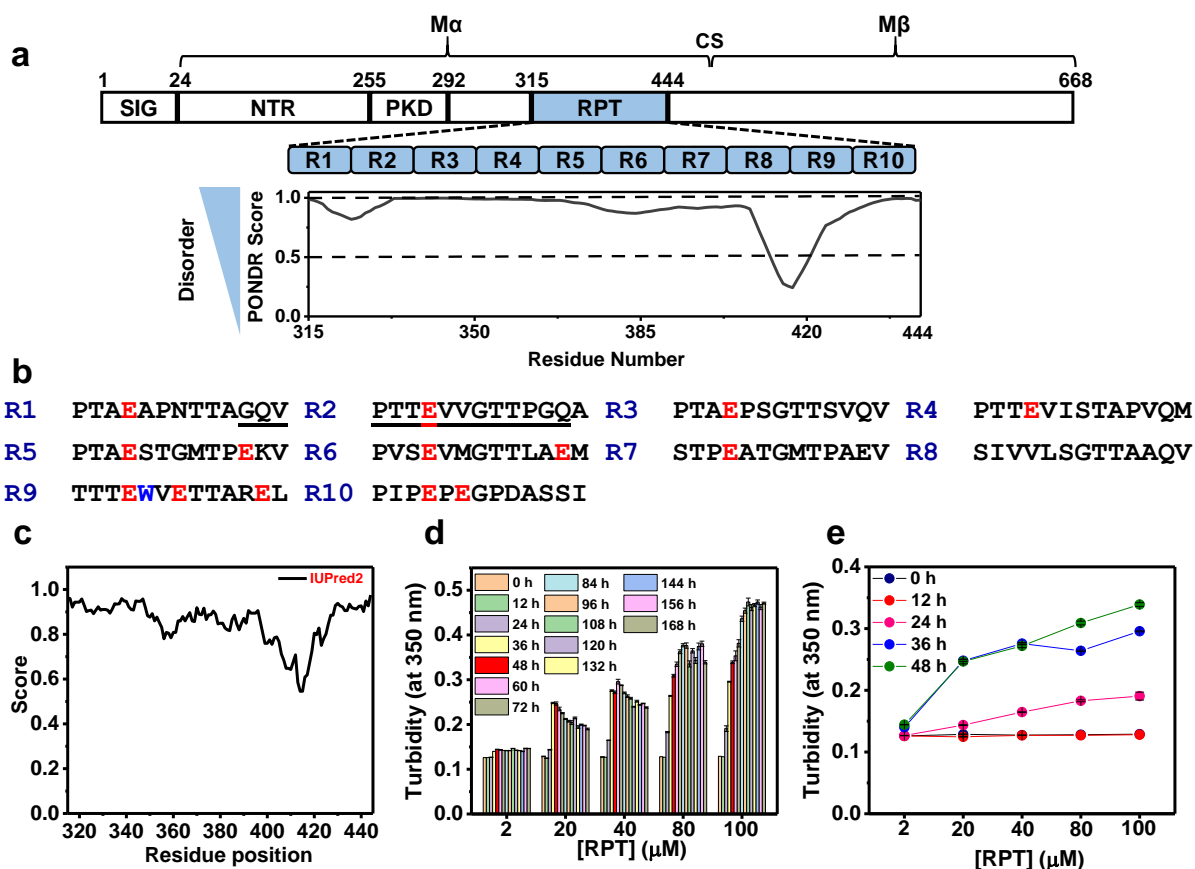 a
Mα CS Mβ
1 24 255 292 315 444 668
SIG NTR PKD RPT
R1 R2 R3 R4 R5 R6 R7 R8 R9 R10
Disorder
PONDR Score
1.0
0.5
1.0
315 350 385 420 444
Residue Number
b
R1 PTAEAPNTTAGQV R2 PTTEVVGTTPGQA R3 PTAEPSGTTSVQV R4 PTTEVISTAPVQM
R5 PTAESTGMTPEKV R6 PVSEVMGTTLAEM R7 STPEATGMTPAEV R8 SIVVLSGTTAAQV
R9 TTTEWVETTARELPL R10 PIPEPEGPDASSI
c
IUPred2
Score
1.0
0.8
0.6
0.4
0.2
0.0
320 340 360 380 400 420 440
Residue position
d
0 h 84 h 144 h
12 h 96 h 156 h
24 h 108 h 168 h
36 h 120 h
48 h 132 h
60 h
72 h
Turbidity (at 350 nm)
0.5
0.4
0.3
0.2
0.1
0.0
2 20 40 80 100
[RPT] (μM)
e
0 h
12 h
24 h
36 h
48 h
Turbidity (at 350 nm)
0.4
0.3
0.2
0.1
0.0
2 20 40 80 100
[RPT] (μM)